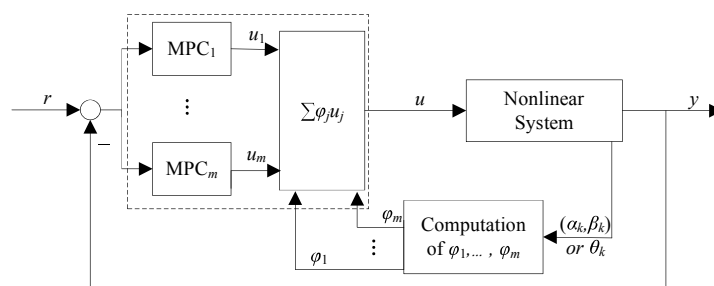 MPC₁
u₁
⋮
MPCₘ
uₘ
∑φⱼuⱼ
r
−
u
Nonlinear
System
y
φₘ
⋮
φ₁
Computation
of φ₁,... , φₘ
(αₖ,βₖ)
or θₖ